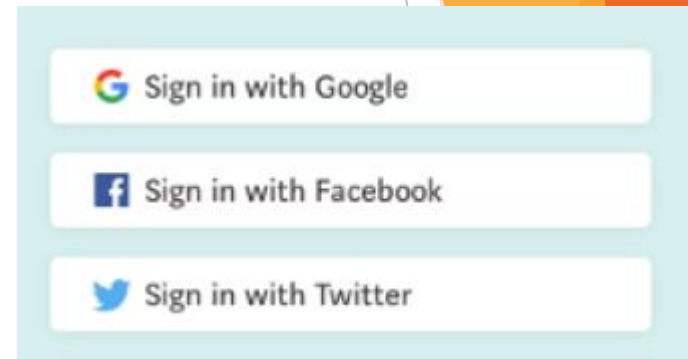 Sign in with Google
Sign in with Facebook
Sign in with Twitter